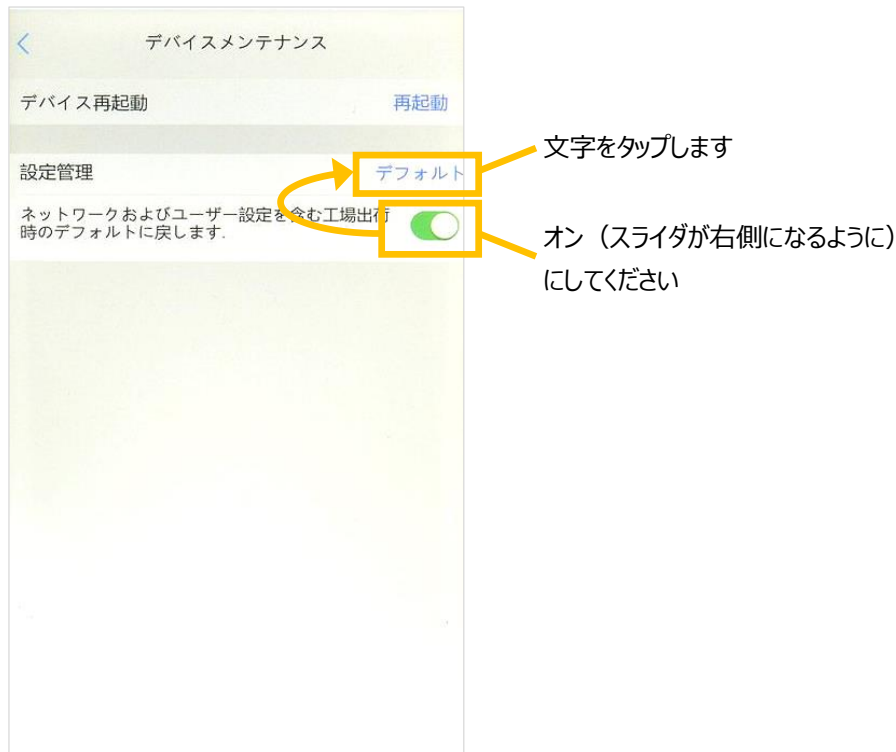 デバイスメンテナンス
デバイス再起動 再起動
設定管理 デフォルト
ネットワークおよびユーザー設定を含む工場出荷
時のデフォルトに戻します.
文字をタップします
オン（スライダが右側になるように）
にしてください